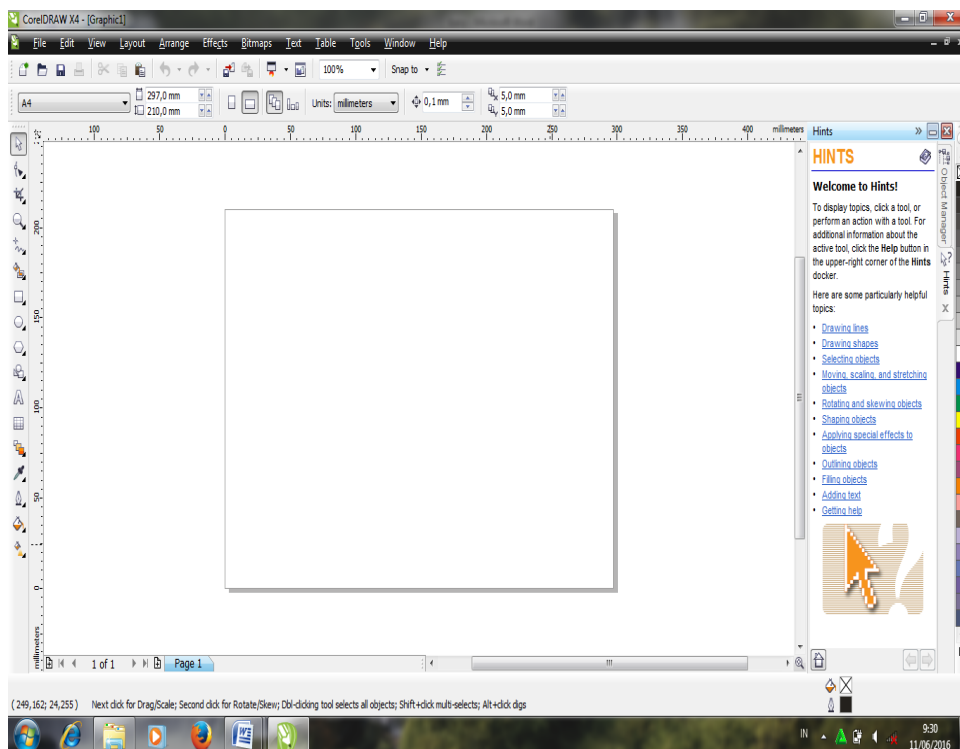 CorelDRAW X4 - [Graphic1]
File Edit View Layout Arrange Effects Bitmaps Text Table Tools Window Help
100% Snap to
A4
297,0 mm
210,0 mm
Units: milimeters
0,1 mm
5,0 mm
5,0 mm
100 50 0 50 100 150 200 250 300 350 400 milimeters
200
150
100
50
0
milimeters
Hints
HINTS
Welcome to Hints!
To display topics, click a tool, or
perform an action with a tool. For
additional information about the
active tool, click the Help button in
the upper-right corner of the Hints
docker.
Here are some particularly helpful
topics:
• Drawing lines
• Drawing shapes
• Selecting objects
• Moving, scaling, and stretching
objects
• Rotating and skewing objects
• Shaping objects
• Applying special effects to
objects
• Outlining objects
• Filling objects
• Adding text
• Getting help
Object Manager
Hints
1 of 1 Page 1
( 249,162; 24,255 ) Next click for Drag/Scale; Second click for Rotate/Skew; Dbl-clicking tool selects all objects; Shift+click multi-selects; Alt+click digs
IN
9:30
11/06/2016